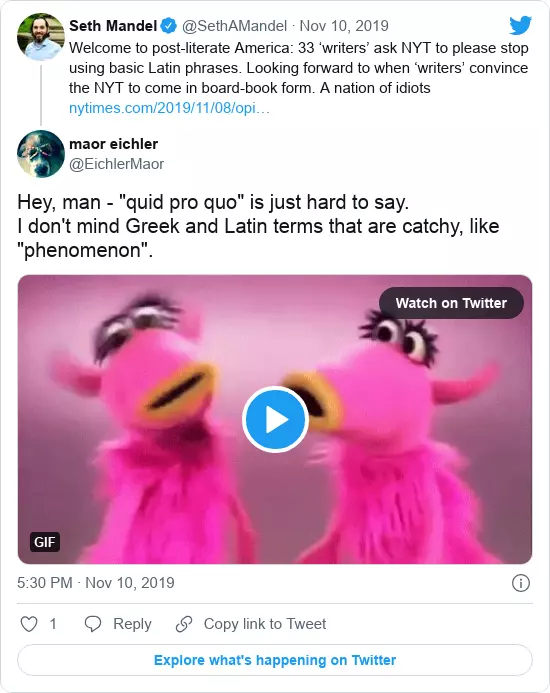 Seth Mandel @SethAMandel · Nov 10, 2019
Welcome to post-literate America: 33 ‘writers’ ask NYT to please stop
using basic Latin phrases. Looking forward to when ‘writers’ convince
the NYT to come in board-book form. A nation of idiots
nytimes.com/2019/11/08/opi…
maor eichler
@EichlerMaor
Hey, man - "quid pro quo" is just hard to say.
I don't mind Greek and Latin terms that are catchy, like
"phenomenon".
Watch on Twitter
GIF
5:30 PM · Nov 10, 2019
1 Reply Copy link to Tweet
Explore what's happening on Twitter